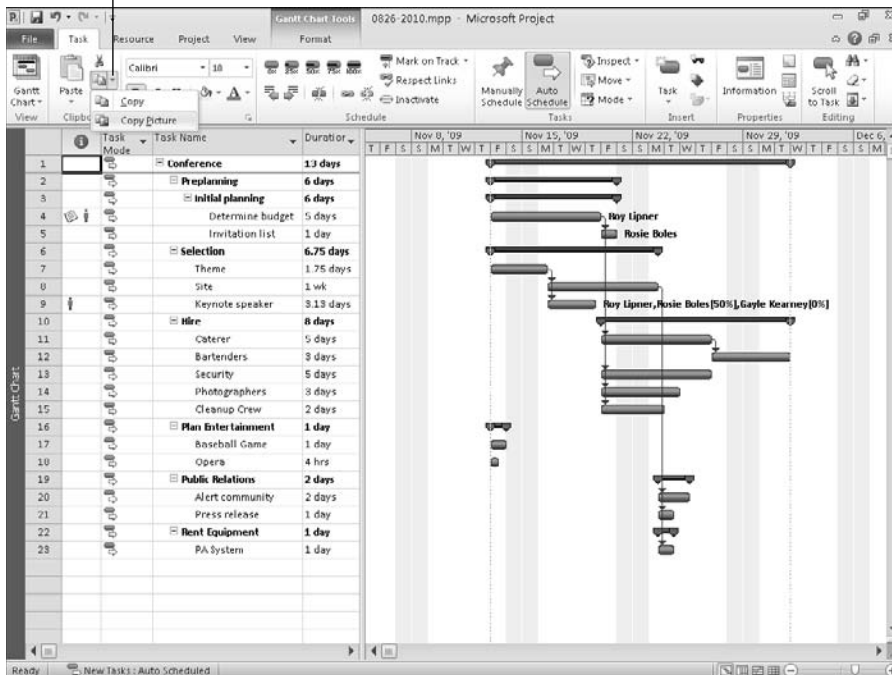 Gantt Chart Tools
0826-2010.mpp - Microsoft Project
File Task Resource Project View Format
Gantt Chart
View
Paste
Copy
Copy Picture
Calibri 10
Mark on Track
Respect Links
Inactivate
Schedule
Manually Schedule
Auto Schedule
Inspect
Move
Mode
Tasks
Task
Insert
Information
Properties
Scroll to Task
Editing
Task Mode Task Name
Nov 8, '09 Nov 15, '09 Nov 22, '09 Nov 29, '09 Dec 6,
T F S S M T W T F S S M T W T F S S M T W T F S S M T W T F S S M
1 Conference 13 days
2 Preplanning 6 days
3 Initial planning 6 days
4 Determine budget 5 days Roy Lipner
5 Invitation list 1 day Rosie Boles
6 Selection 6.75 days
7 Theme 1.75 days
8 Site 1 wk
9 Keynote speaker 3.13 days Roy Lipner,Rosie Boles[50%],Gayle Kearney[0%]
10 Hire 8 days
11 Caterer 5 days
12 Bartenders 3 days
13 Security 5 days
14 Photographers 3 days
15 Cleanup Crew 2 days
16 Plan Entertainment 1 day
17 Baseball Game 1 day
18 Opera 4 hrs
19 Public Relations 2 days
20 Alert community 2 days
21 Press release 1 day
22 Rent Equipment 1 day
23 PA System 1 day
Gantt Chart
Ready New Tasks : Auto Scheduled